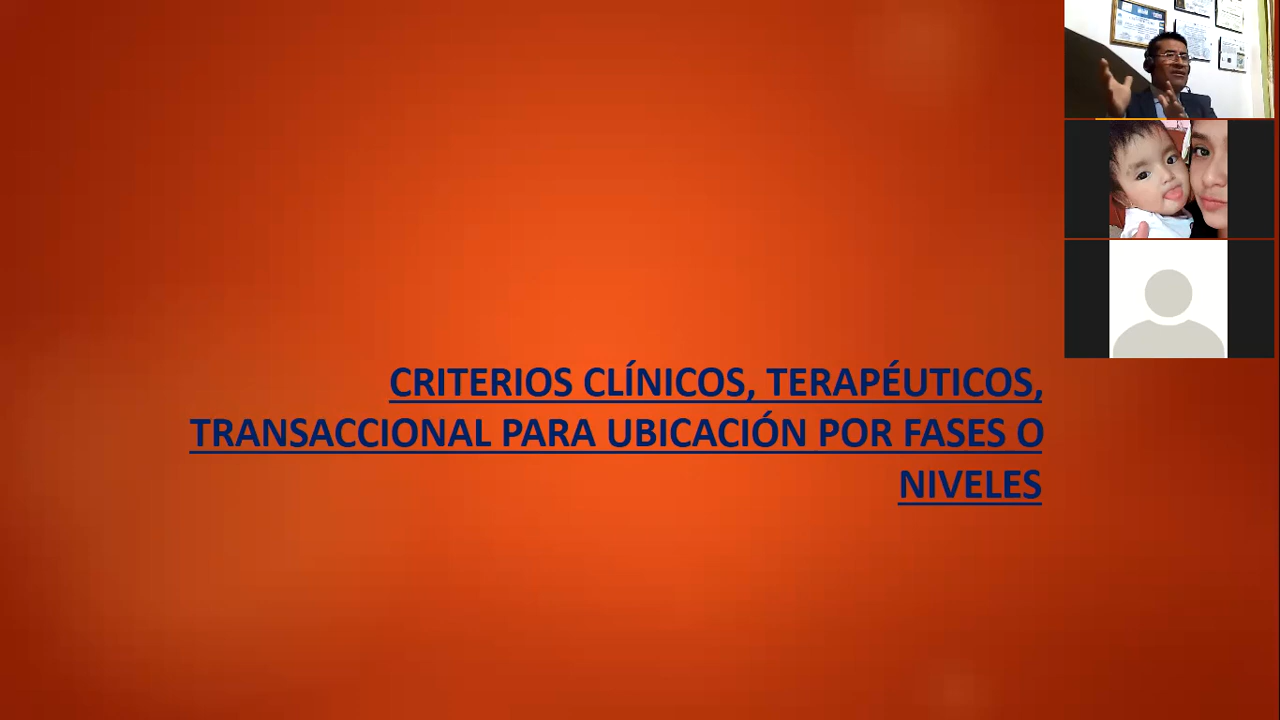 CRITERIOS CLÍNICOS, TERAPÉUTICOS,
TRANSACCIONAL PARA UBICACIÓN POR FASES O
NIVELES